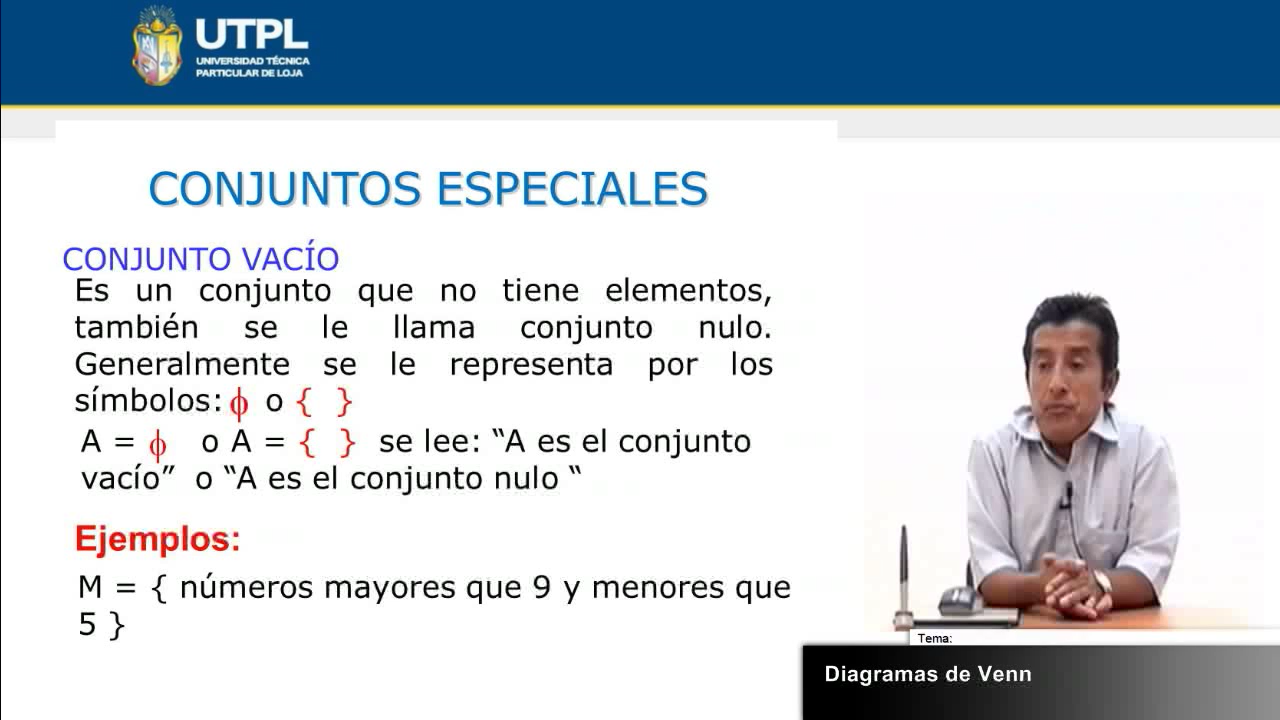 UTPL
UNIVERSIDAD TÉCNICA
PARTICULAR DE LOJA
CONJUNTOS ESPECIALES
CONJUNTO VACÍO
Es un conjunto que no tiene elementos,
también se le llama conjunto nulo.
Generalmente se le representa por los
símbolos: ϕ o { }
A = ϕ o A = { } se lee: “A es el conjunto
vacío” o “A es el conjunto nulo “
Ejemplos:
M = { números mayores que 9 y menores que
5 }
Tema:
Diagramas de Venn